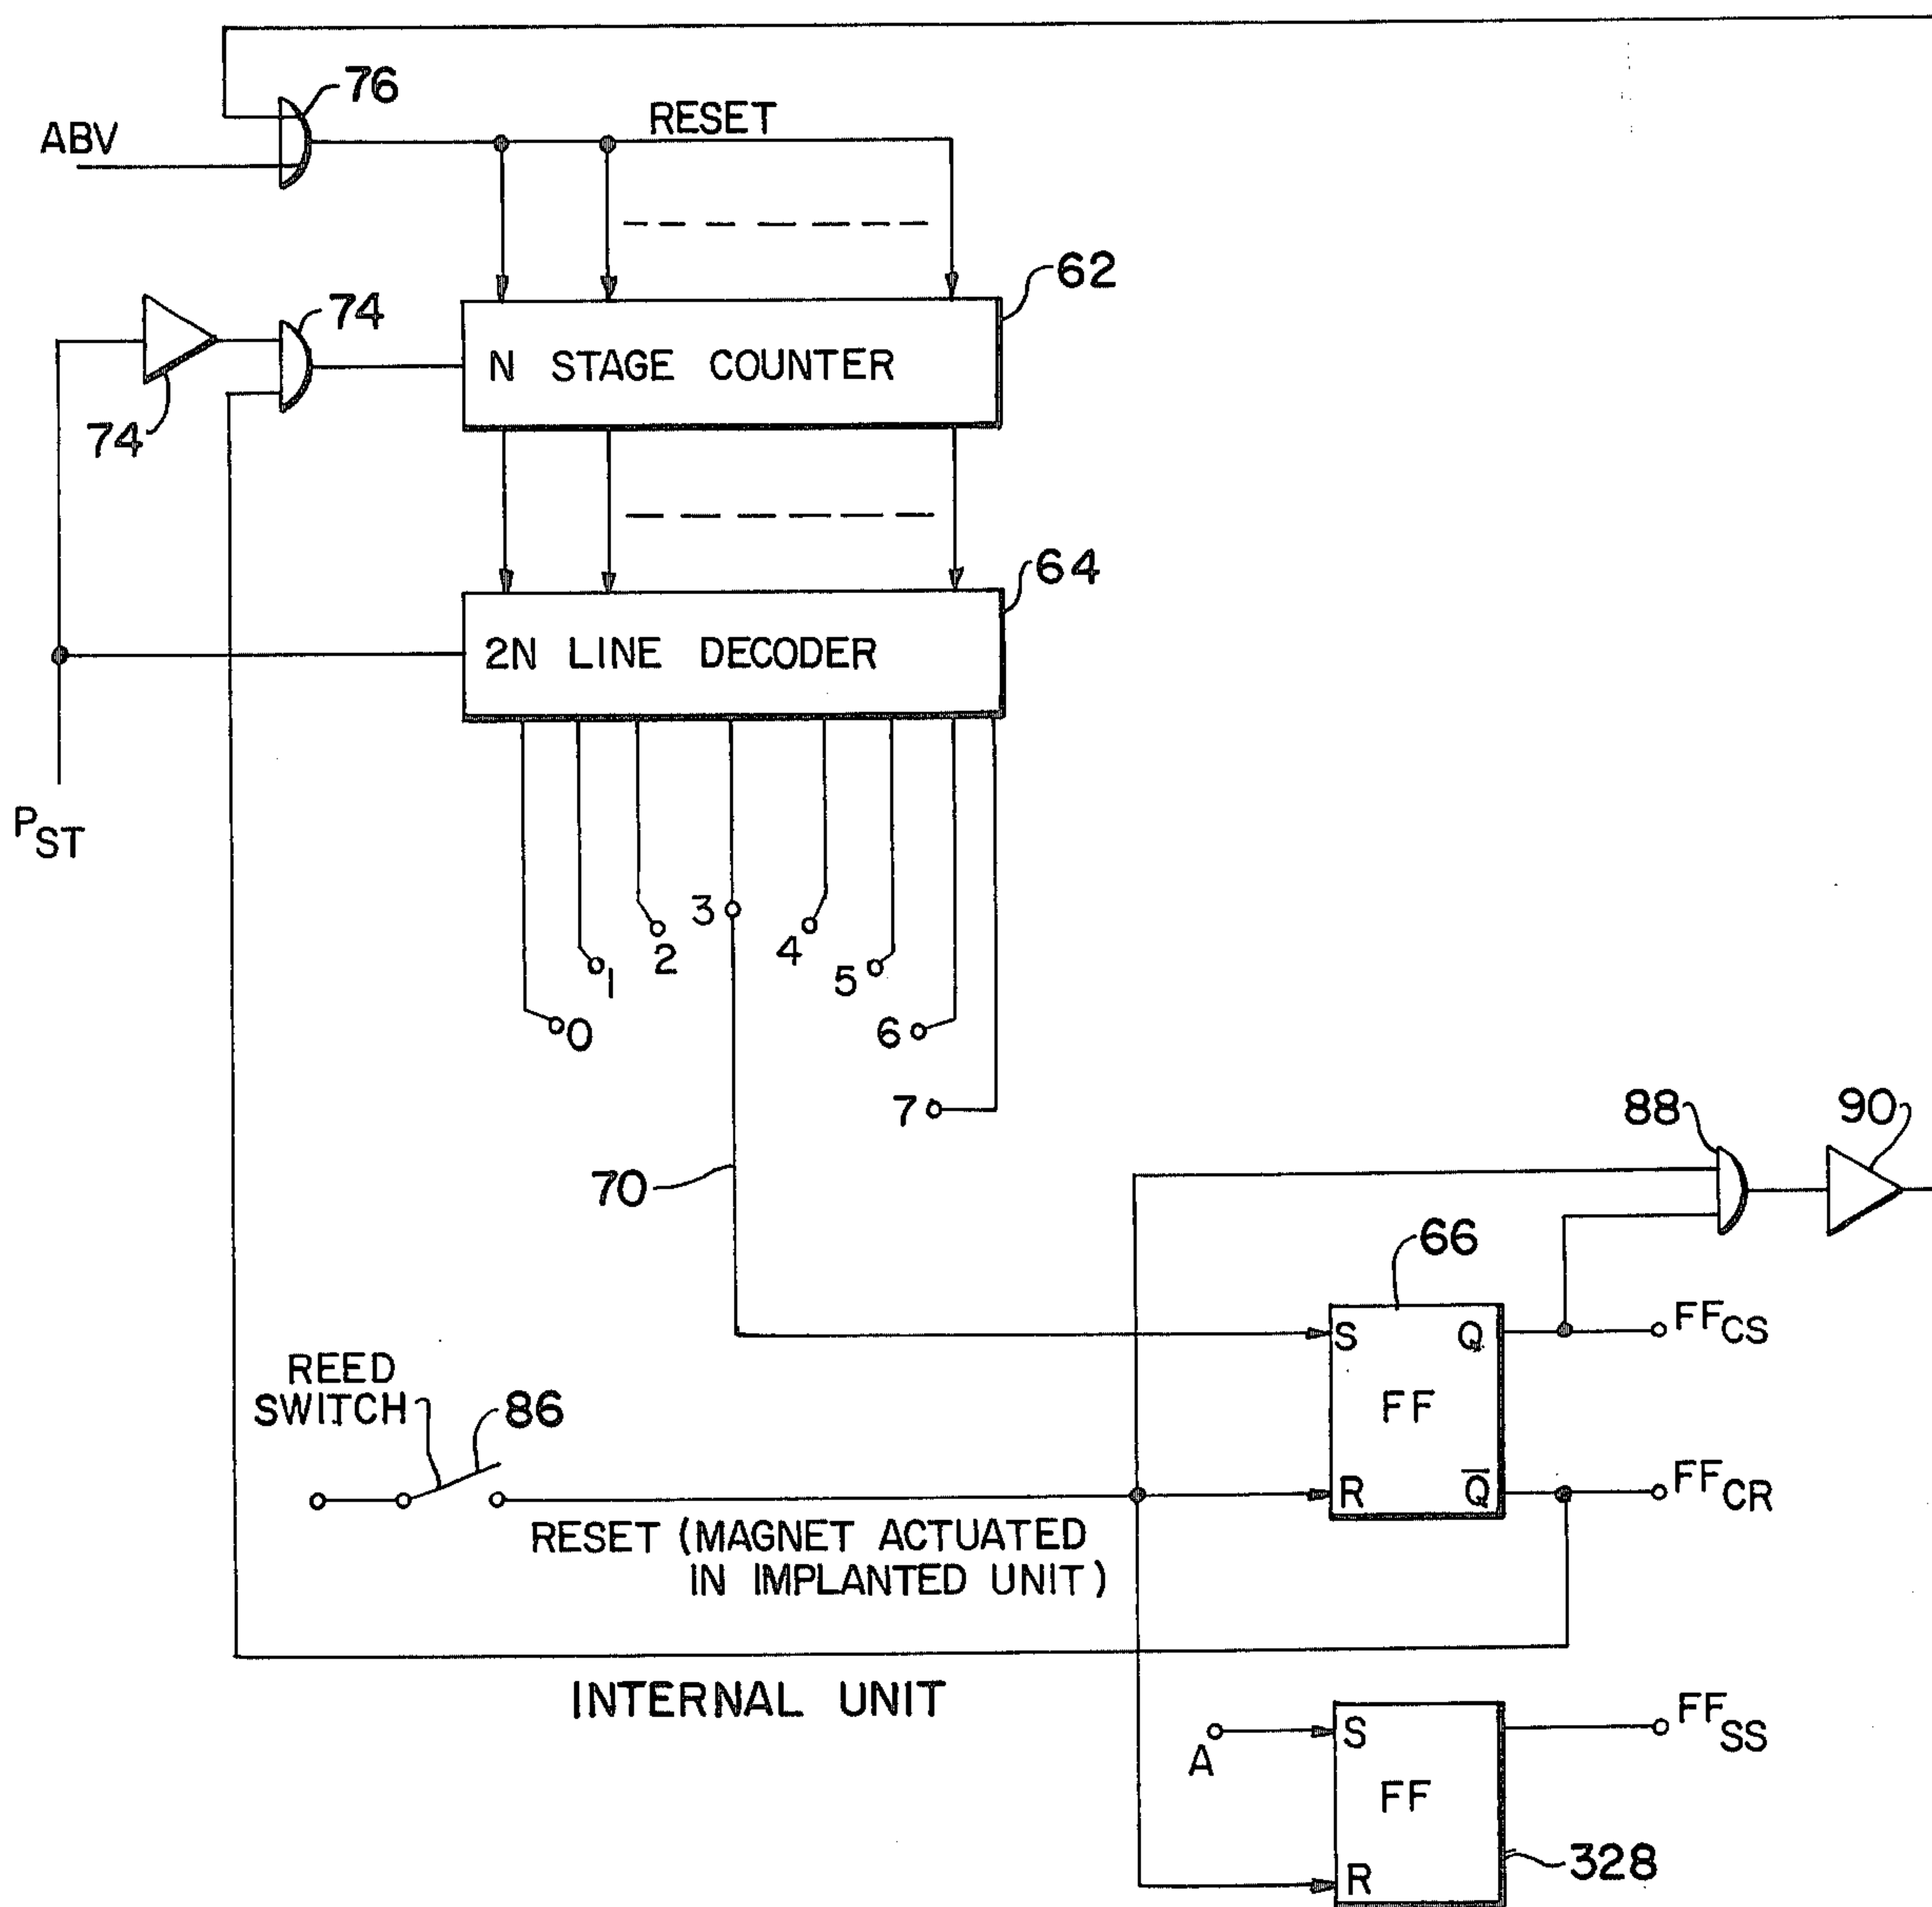 76
ABV
RESET
62
74
N STAGE COUNTER
74
64
2N LINE DECODER
PST
3
4
2
5
1
0
6
7
88
90
70
66
S
Q
FFCS
FF
REED
SWITCH
86
R
Q̅
FFCR
RESET (MAGNET ACTUATED
IN IMPLANTED UNIT)
INTERNAL UNIT
A
S
FFSS
FF
R
328